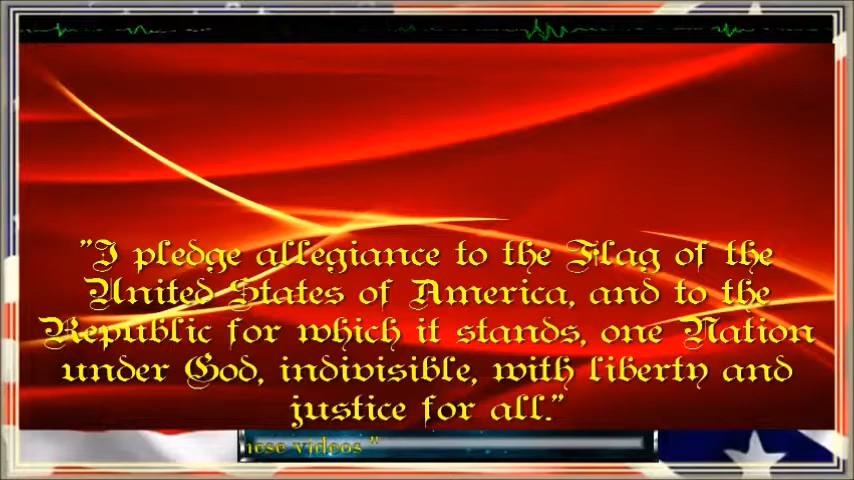 "I pledge allegiance to the Flag of the
United States of America, and to the
Republic for which it stands, one Nation
under God, indivisible, with liberty and
justice for all."
videos "